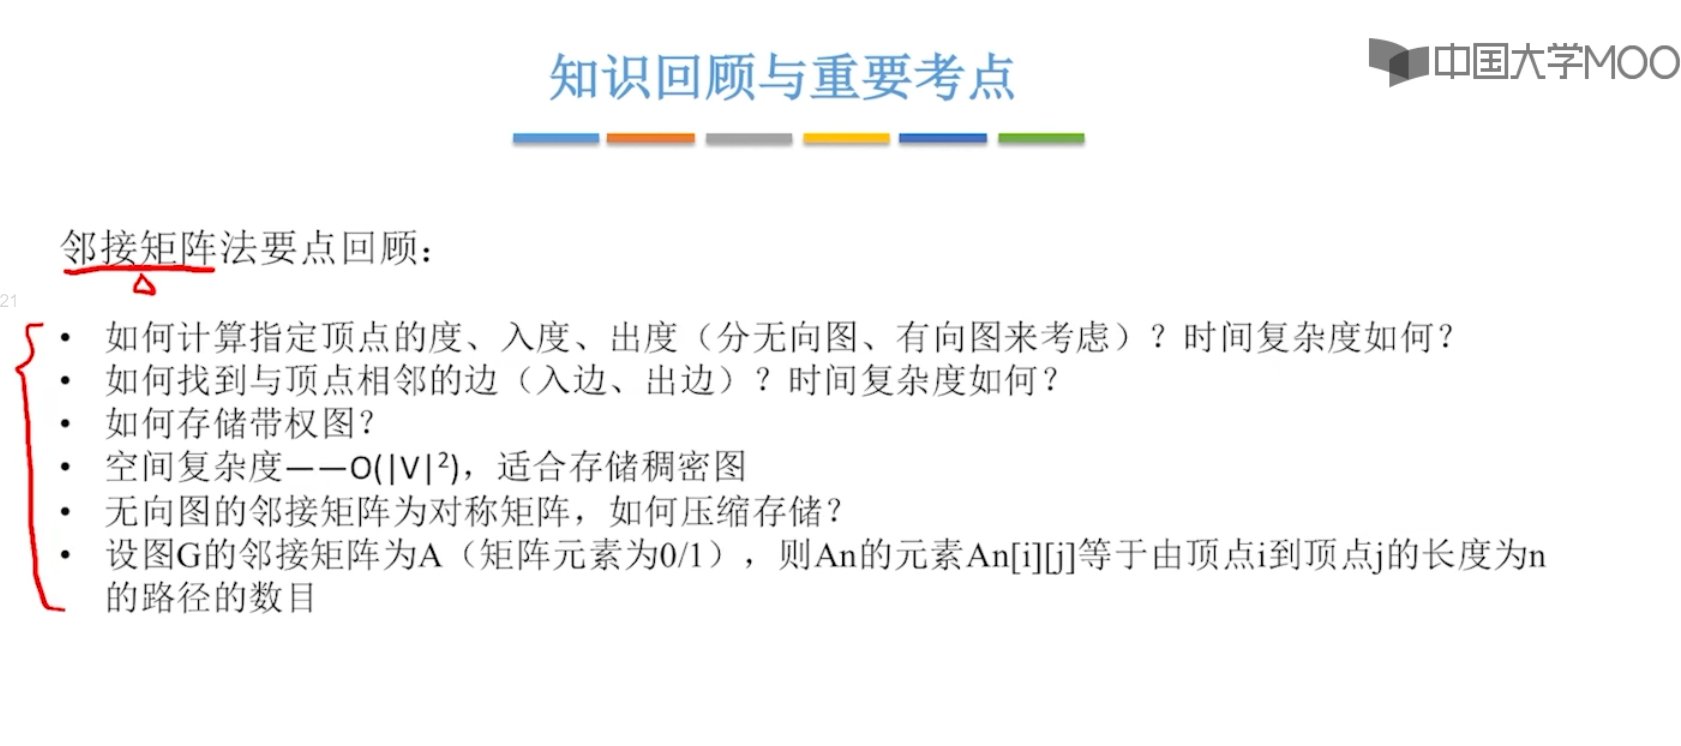 中国大学MOO
知识回顾与重要考点
邻接矩阵法要点回顾：
21
• 如何计算指定顶点的度、入度、出度（分无向图、有向图来考虑）？时间复杂度如何？
• 如何找到与顶点相邻的边（入边、出边）？时间复杂度如何？
• 如何存储带权图？
• 空间复杂度——O(|V|²)，适合存储稠密图
• 无向图的邻接矩阵为对称矩阵，如何压缩存储？
• 设图G的邻接矩阵为A（矩阵元素为0/1），则An的元素An[i][j]等于由顶点i到顶点j的长度为n
的路径的数目